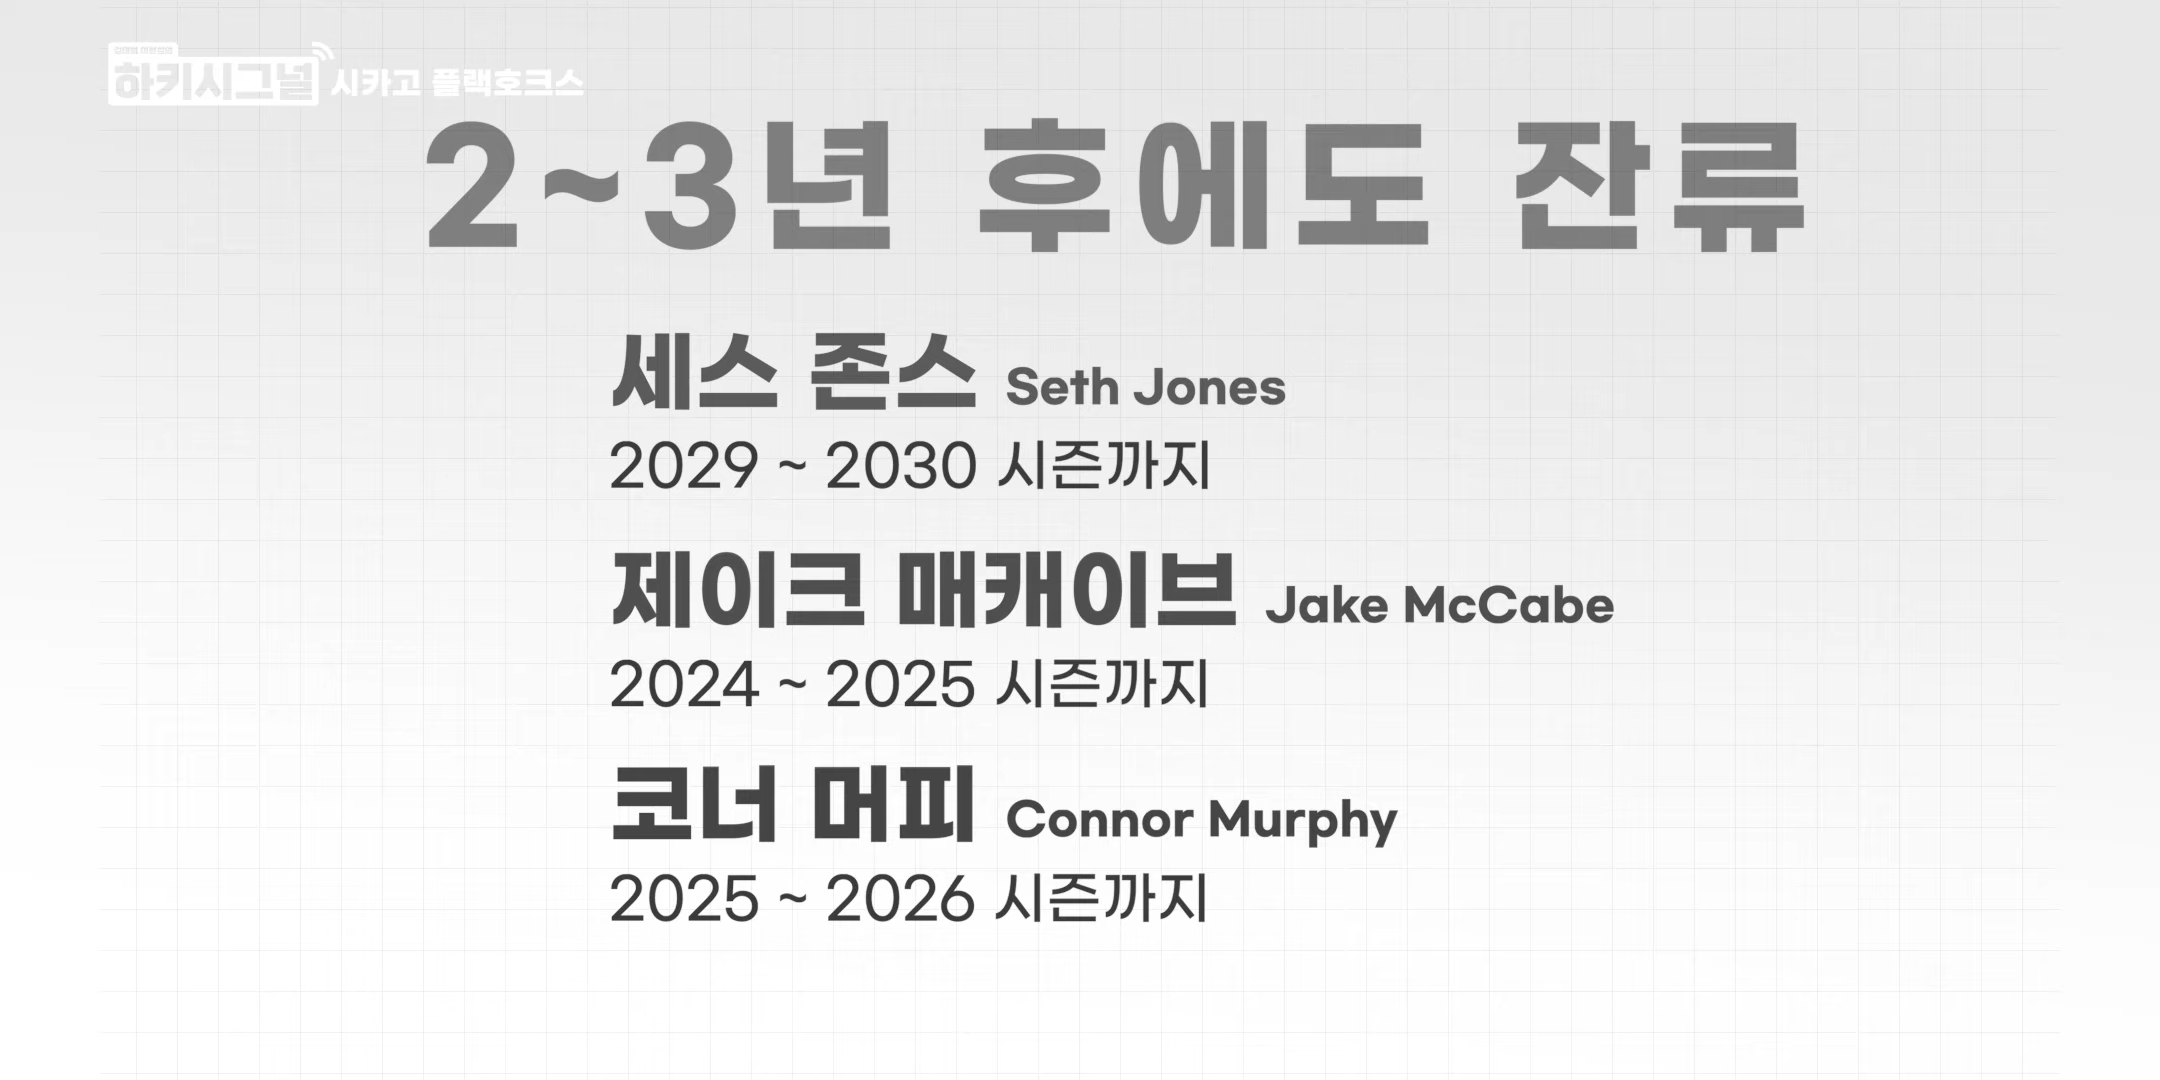 하키시그널 시카고 플랙호크스
2~3년 후에도 잔류
세스 존스 Seth Jones
2029 ~ 2030 시즌까지
제이크 매캐이브 Jake McCabe
2024 ~ 2025 시즌까지
코너 머피 Connor Murphy
2025 ~ 2026 시즌까지